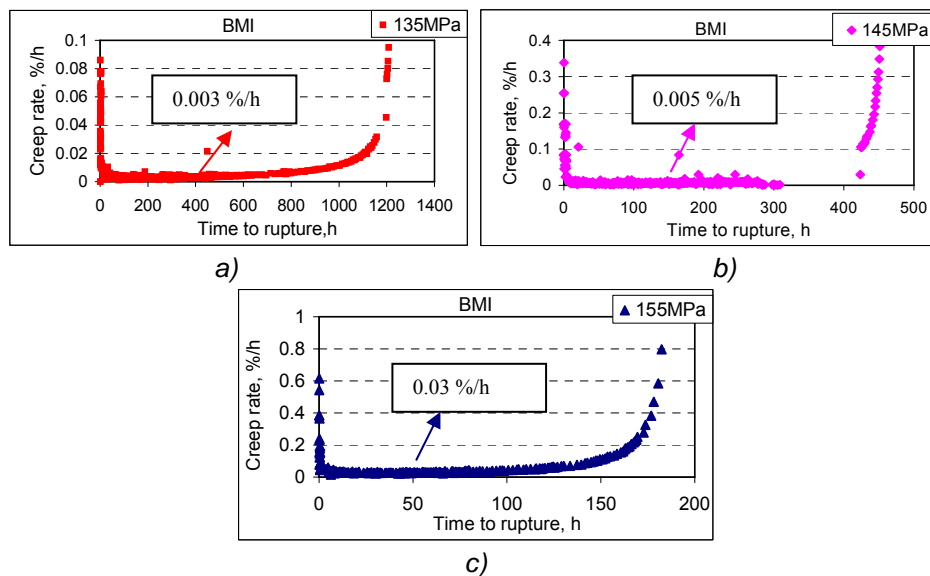 BMI
135MPa
0.1
0.08
0.06
0.04
0.02
0
Creep rate, %/h
0.003 %/h
0 200 400 600 800 1000 1200 1400
Time to rupture,h
a)
BMI
145MPa
0.4
0.3
0.2
0.1
0
Creep rate, %/h
0.005 %/h
0 100 200 300 400 500
Time to rupture, h
b)
BMI
155MPa
1
0.8
0.6
0.4
0.2
0
Creep rate, %/h
0.03 %/h
0 50 100 150 200
Time to rupture, h
c)